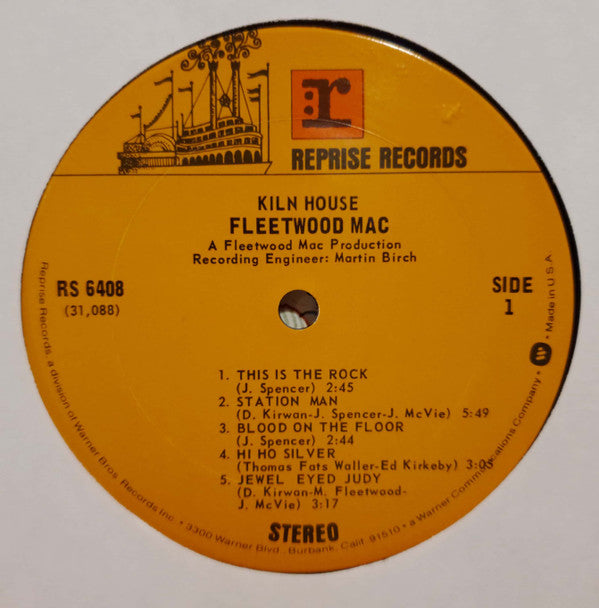 r
REPRISE RECORDS
KILN HOUSE
FLEETWOOD MAC
A Fleetwood Mac Production
Recording Engineer: Martin Birch
RS 6408
(31,088)
SIDE
1
1. THIS IS THE ROCK
(J. Spencer) 2:45
2. STATION MAN
(D. Kirwan-J. Spencer-J. McVie) 5:49
3. BLOOD ON THE FLOOR
(J. Spencer) 2:44
4. HI HO SILVER
(Thomas Fats Waller-Ed Kirkeby) 3:05
5. JEWEL EYED JUDY
(D. Kirwan-M. Fleetwood-
J. McVie) 3:17
STEREO
Reprise Records, a division of Warner Bros. Records Inc. • 3300 Warner Blvd., Burbank, Calif. 91510 • a Warner Communications Company • W • Made in U.S.A.